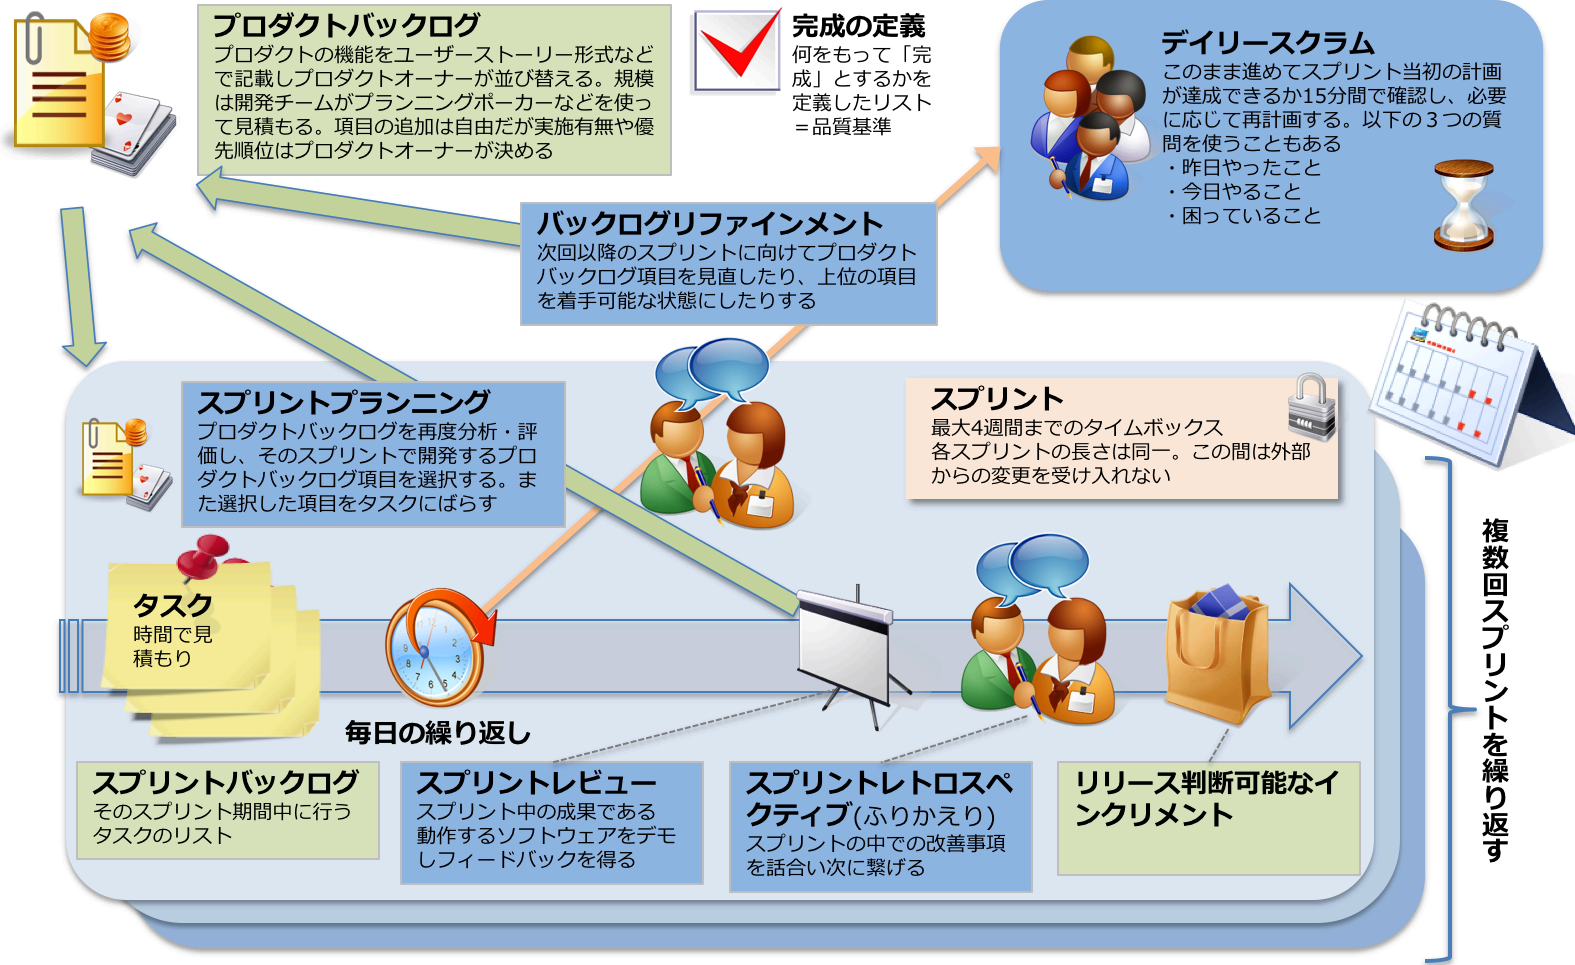 プロダクトバックログ
プロダクトの機能をユーザーストーリー形式など
で記載しプロダクトオーナーが並び替える。規模
は開発チームがプランニングポーカーなどを使っ
て見積もる。項目の追加は自由だが実施有無や優
先順位はプロダクトオーナーが決める
完成の定義
何をもって「完
成」とするかを
定義したリスト
＝品質基準
デイリースクラム
このまま進めてスプリント当初の計画
が達成できるか15分間で確認し、必要
に応じて再計画する。以下の３つの質
問を使うこともある
・昨日やったこと
・今日やること
・困っていること
バックログリファインメント
次回以降のスプリントに向けてプロダクト
バックログ項目を見直したり、上位の項目
を着手可能な状態にしたりする
スプリントプランニング
プロダクトバックログを再度分析・評
価し、そのスプリントで開発するプロ
ダクトバックログ項目を選択する。ま
た選択した項目をタスクにばらす
スプリント
最大4週間までのタイムボックス
各スプリントの長さは同一。この間は外部
からの変更を受け入れない
タスク
時間で見
積もり
毎日の繰り返し
スプリントバックログ
そのスプリント期間中に行う
タスクのリスト
スプリントレビュー
スプリント中の成果である
動作するソフトウェアをデモ
しフィードバックを得る
スプリントレトロスペ
クティブ(ふりかえり)
スプリントの中での改善事項
を話合い次に繋げる
リリース判断可能なイ
ンクリメント
複数回スプリントを繰り返す